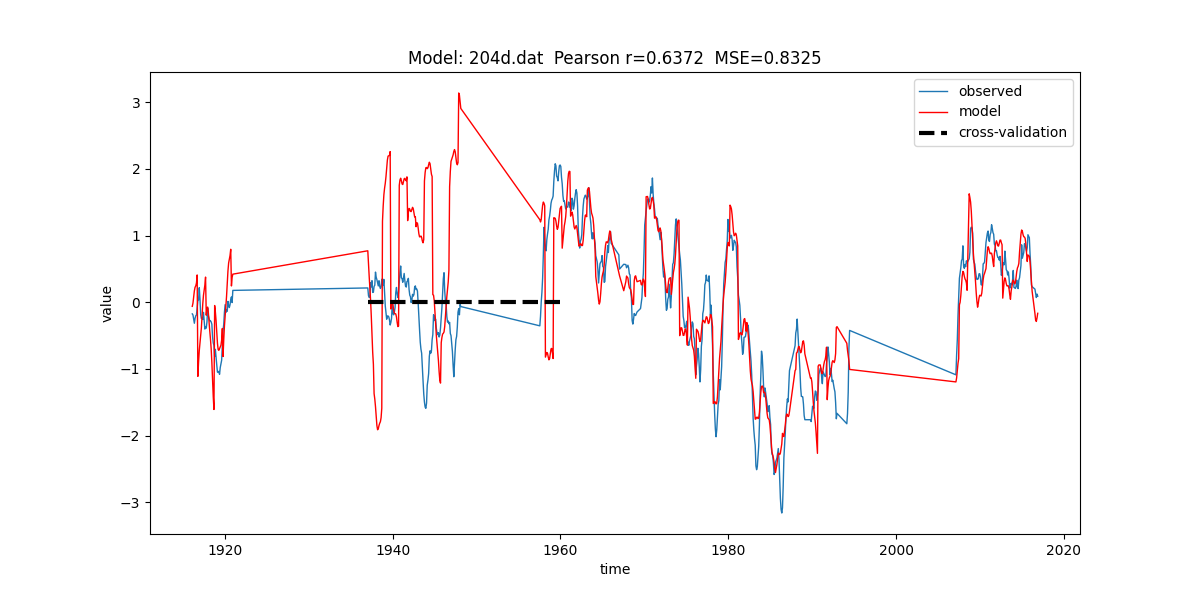 Model: 204d.dat  Pearson r=0.6372  MSE=0.8325
observed
model
cross-validation
value
3
2
1
0
−1
−2
−3
1920
1940
1960
1980
2000
2020
time